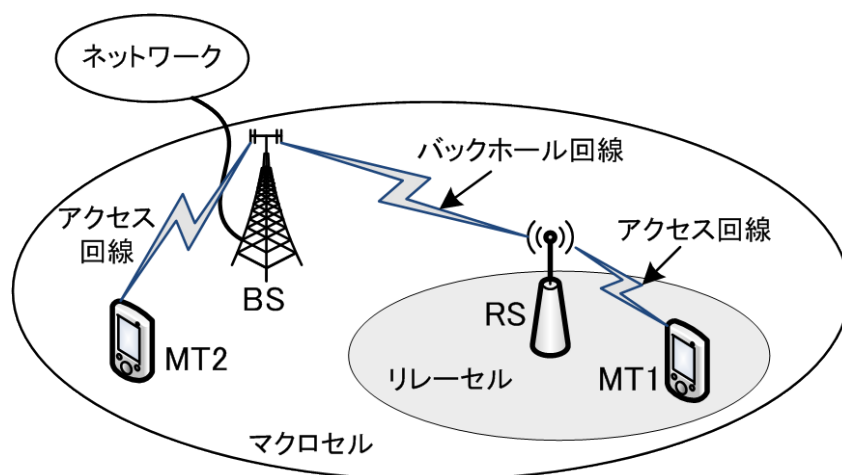 ネットワーク
バックホール回線
アクセス
回線
アクセス回線
BS
RS
MT2
MT1
リレーセル
マクロセル